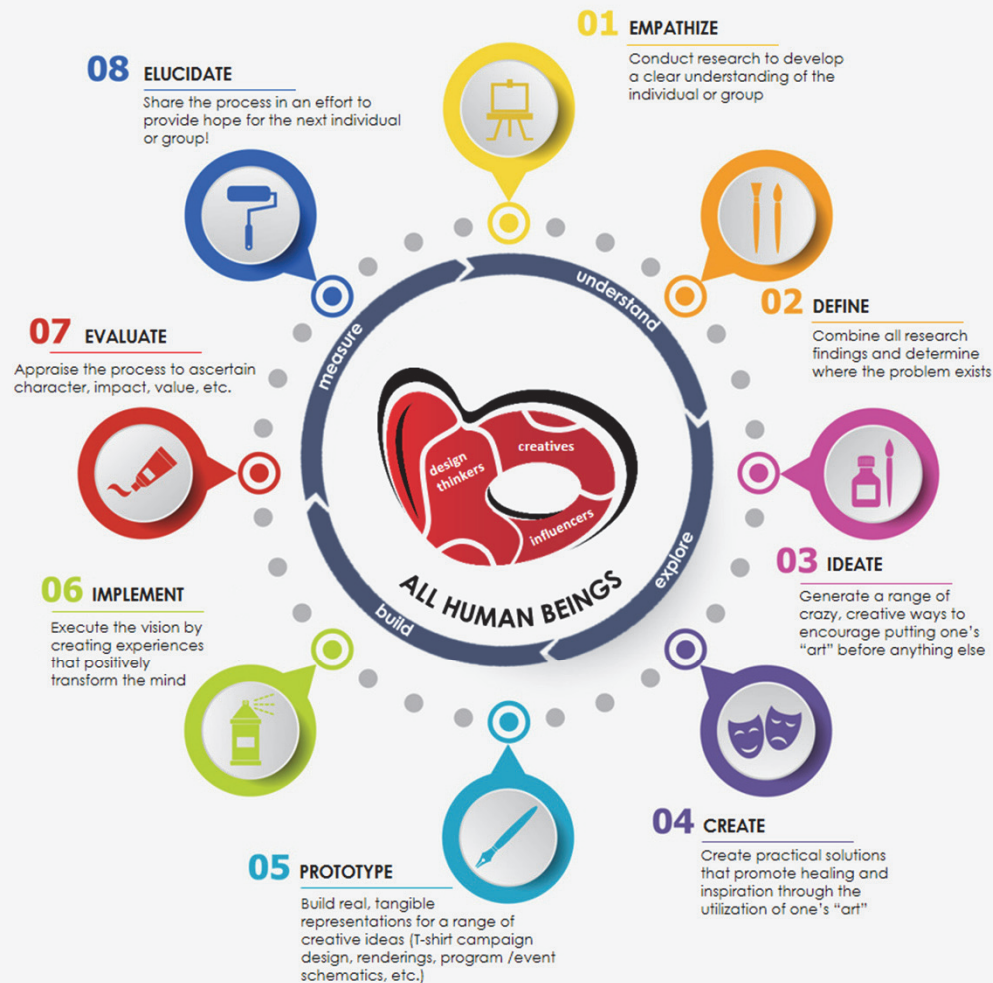 01 EMPATHIZE
Conduct research to develop
a clear understanding of the
individual or group
02 DEFINE
Combine all research
findings and determine
where the problem exists
03 IDEATE
Generate a range of
crazy, creative ways to
encourage putting one's
"art" before anything else
04 CREATE
Create practical solutions
that promote healing and
inspiration through the
utilization of one's "art"
05 PROTOTYPE
Build real, tangible
representations for a range of
creative ideas (T-shirt campaign
design, renderings, program /event
schematics, etc.)
06 IMPLEMENT
Execute the vision by
creating experiences
that positively
transform the mind
07 EVALUATE
Appraise the process to ascertain
character, impact, value, etc.
08 ELUCIDATE
Share the process in an effort to
provide hope for the next individual
or group!
understand
explore
build
measure
design
thinkers
creatives
influencers
ALL HUMAN BEINGS